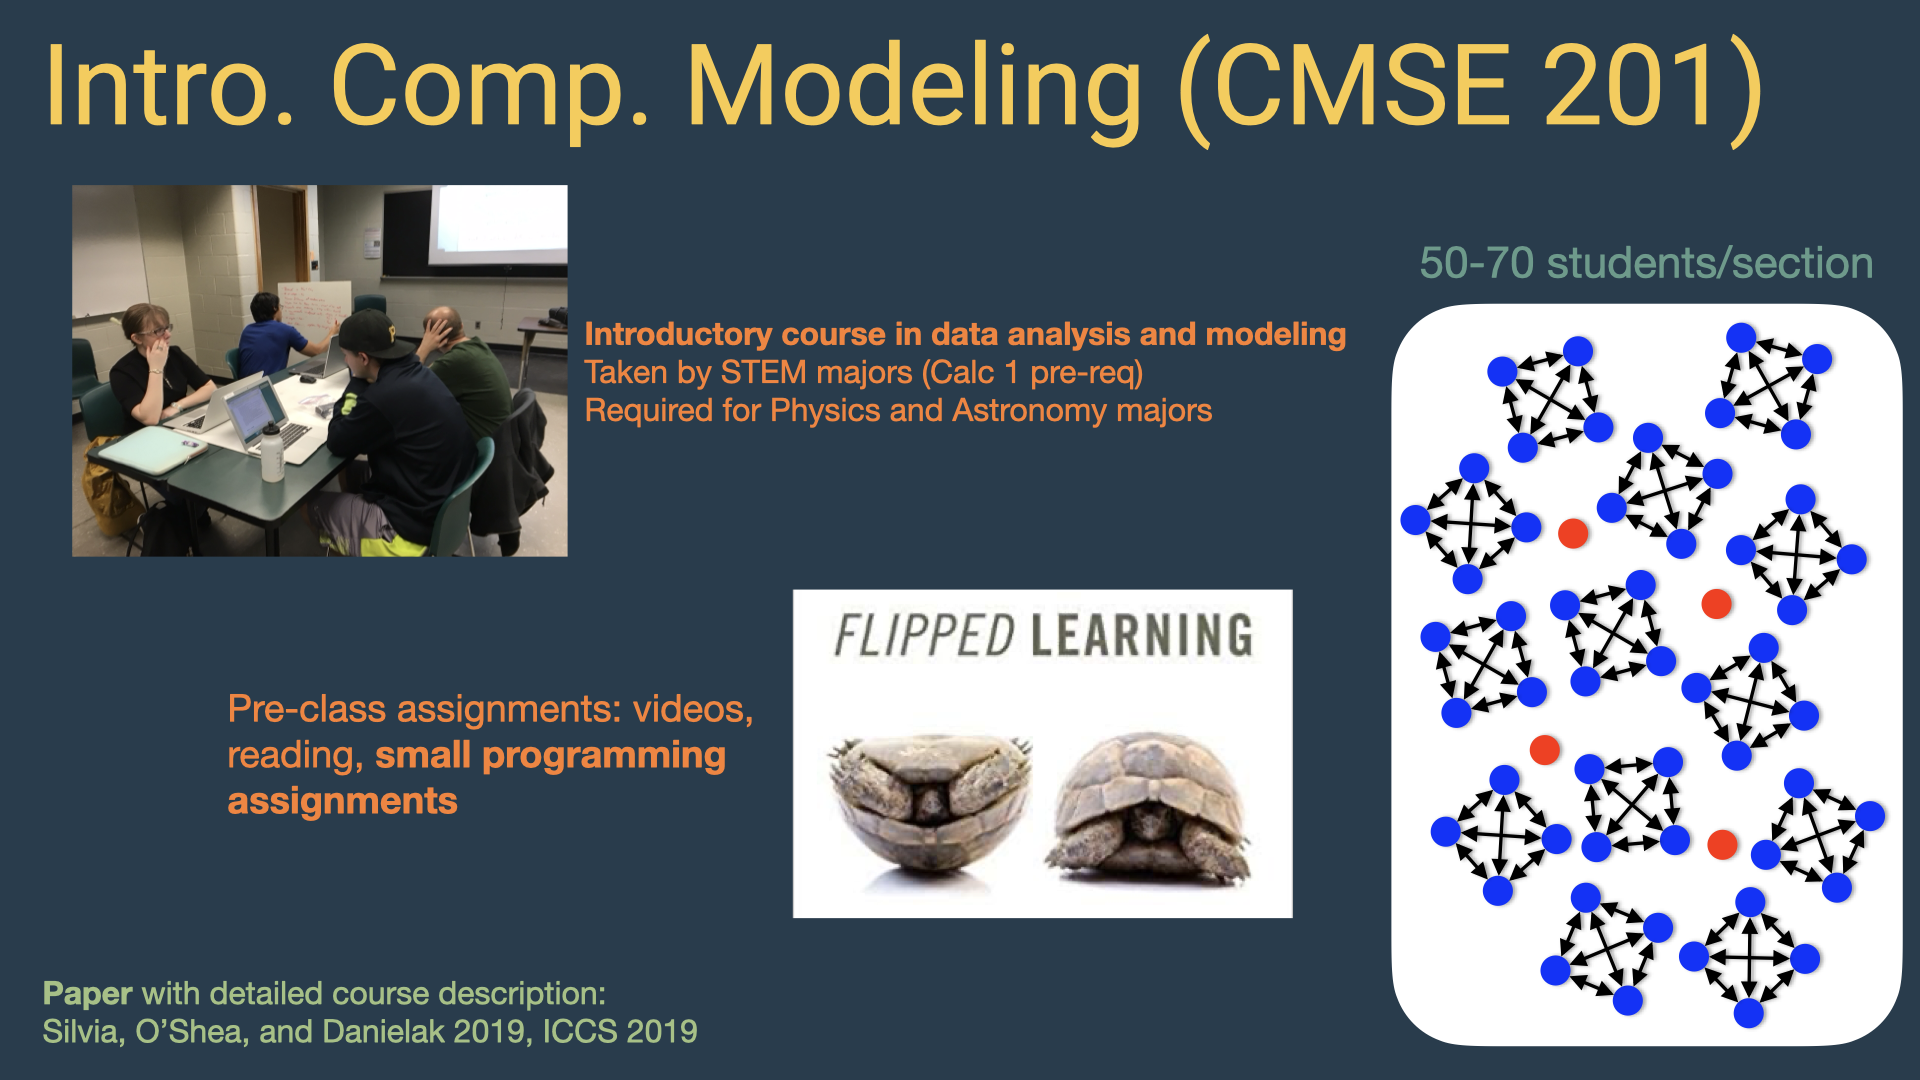 Intro. Comp. Modeling (CMSE 201)
50-70 students/section
Introductory course in data analysis and modeling
Taken by STEM majors (Calc 1 pre-req)
Required for Physics and Astronomy majors
FLIPPED LEARNING
Pre-class assignments: videos,
reading, small programming
assignments
Paper with detailed course description:
Silvia, O’Shea, and Danielak 2019, ICCS 2019